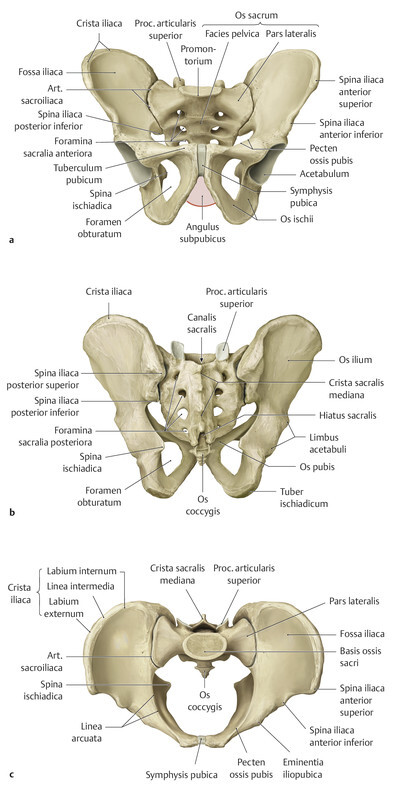 Crista iliaca
Proc. articularis
superior
Os sacrum
Facies pelvica
Pars lateralis
Promon-
torium
Fossa iliaca
Art.
sacroiliaca
Spina iliaca
posterior inferior
Foramina
sacralia anteriora
Tuberculum
pubicum
Spina
ischiadica
Foramen
obturatum
Angulus
subpubicus
Spina iliaca
anterior
superior
Spina iliaca
anterior inferior
Pecten
ossis pubis
Acetabulum
Symphysis
pubica
Os ischii
a
Crista iliaca
Proc. articularis
superior
Canalis
sacralis
Spina iliaca
posterior superior
Spina iliaca
posterior inferior
Foramina
sacralia posteriora
Spina
ischiadica
Foramen
obturatum
Os
coccygis
Os ilium
Crista sacralis
mediana
Hiatus sacralis
Limbus
acetabuli
Os pubis
Tuber
ischiadicum
b
Crista
iliaca
Labium internum
Linea intermedia
Labium
externum
Crista sacralis
mediana
Proc. articularis
superior
Pars lateralis
Fossa iliaca
Basis ossis
sacri
Art.
sacroiliaca
Spina
ischiadica
Os
coccygis
Linea
arcuata
Spina iliaca
anterior
superior
Spina iliaca
anterior inferior
Symphysis pubica
Pecten
ossis pubis
Eminentia
iliopubica
c